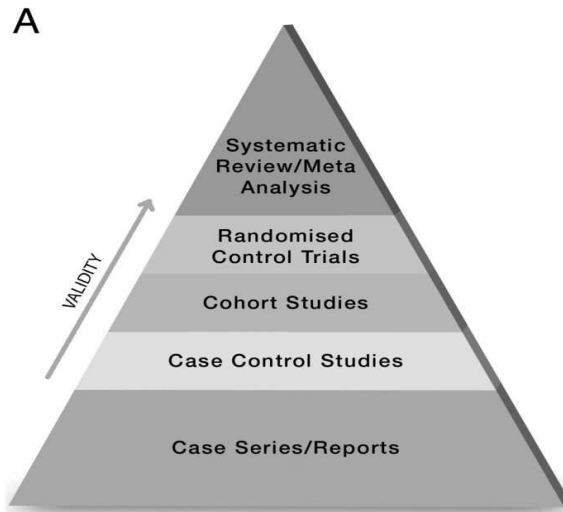 A
Systematic
Review/Meta
Analysis
Randomised
Control Trials
VALIDITY
Cohort Studies
Case Control Studies
Case Series/Reports